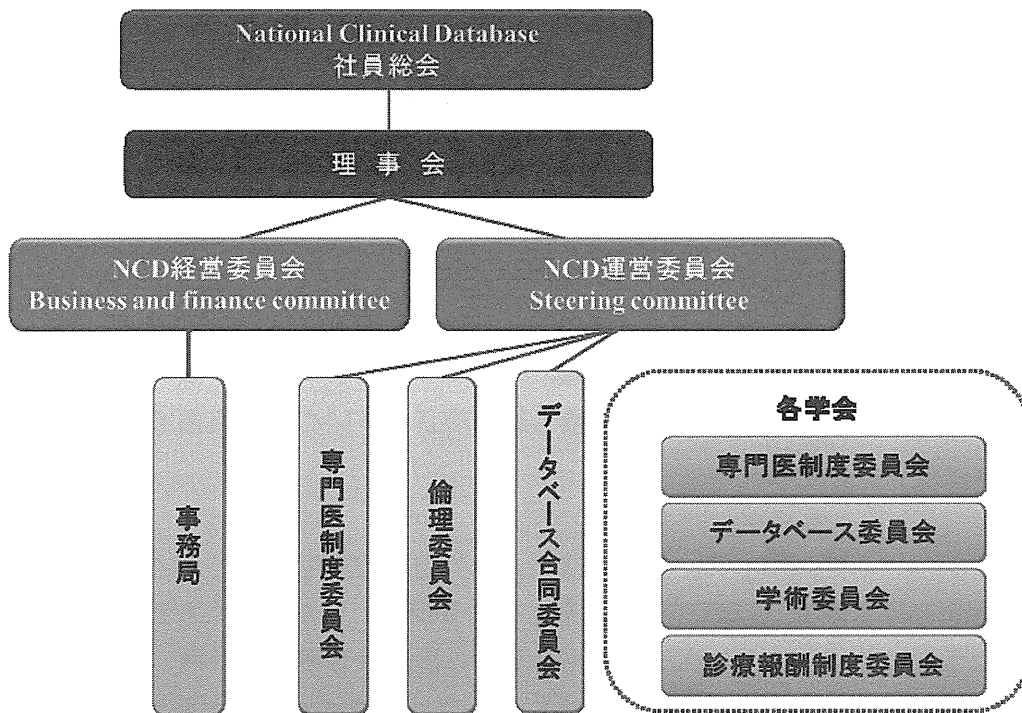 National Clinical Database
社員総会
理 事 会
NCD経営委員会
Business and finance committee
NCD運営委員会
Steering committee
事務局
専門医制度委員会
倫理委員会
データベース合同委員会
各学会
専門医制度委員会
データベース委員会
学術委員会
診療報酬制度委員会